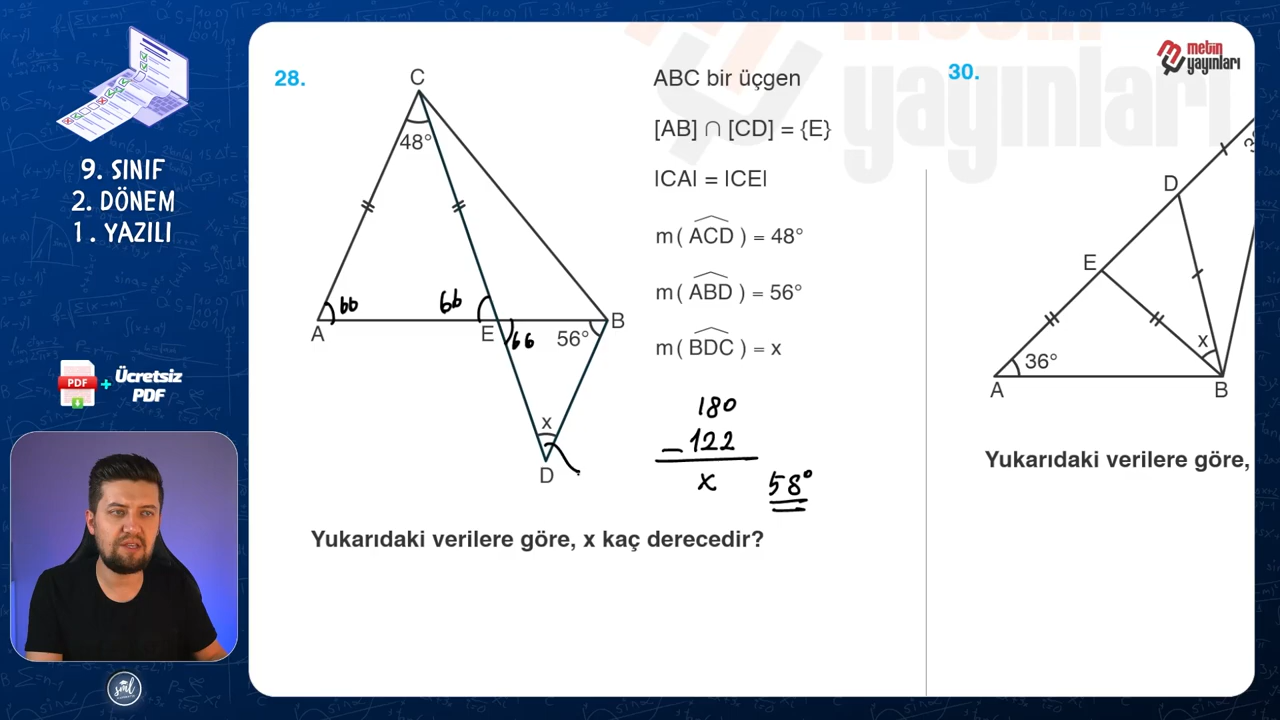 9. SINIF
2. DÖNEM
1. YAZILI
PDF
+
Ücretsiz
PDF
sml
metin
yayınları
yayınları
28.
C
48°
A
66
66
E
66
56°
B
x
D
ABC bir üçgen
[AB] ∩ [CD] = {E}
|CA| = |CE|
m( ACD ) = 48°
m( ABD ) = 56°
m( BDC ) = x
180
– 122
x 58°
Yukarıdaki verilere göre, x kaç derecedir?
30.
D
E
x
36°
A
B
Yukarıdaki verilere göre,